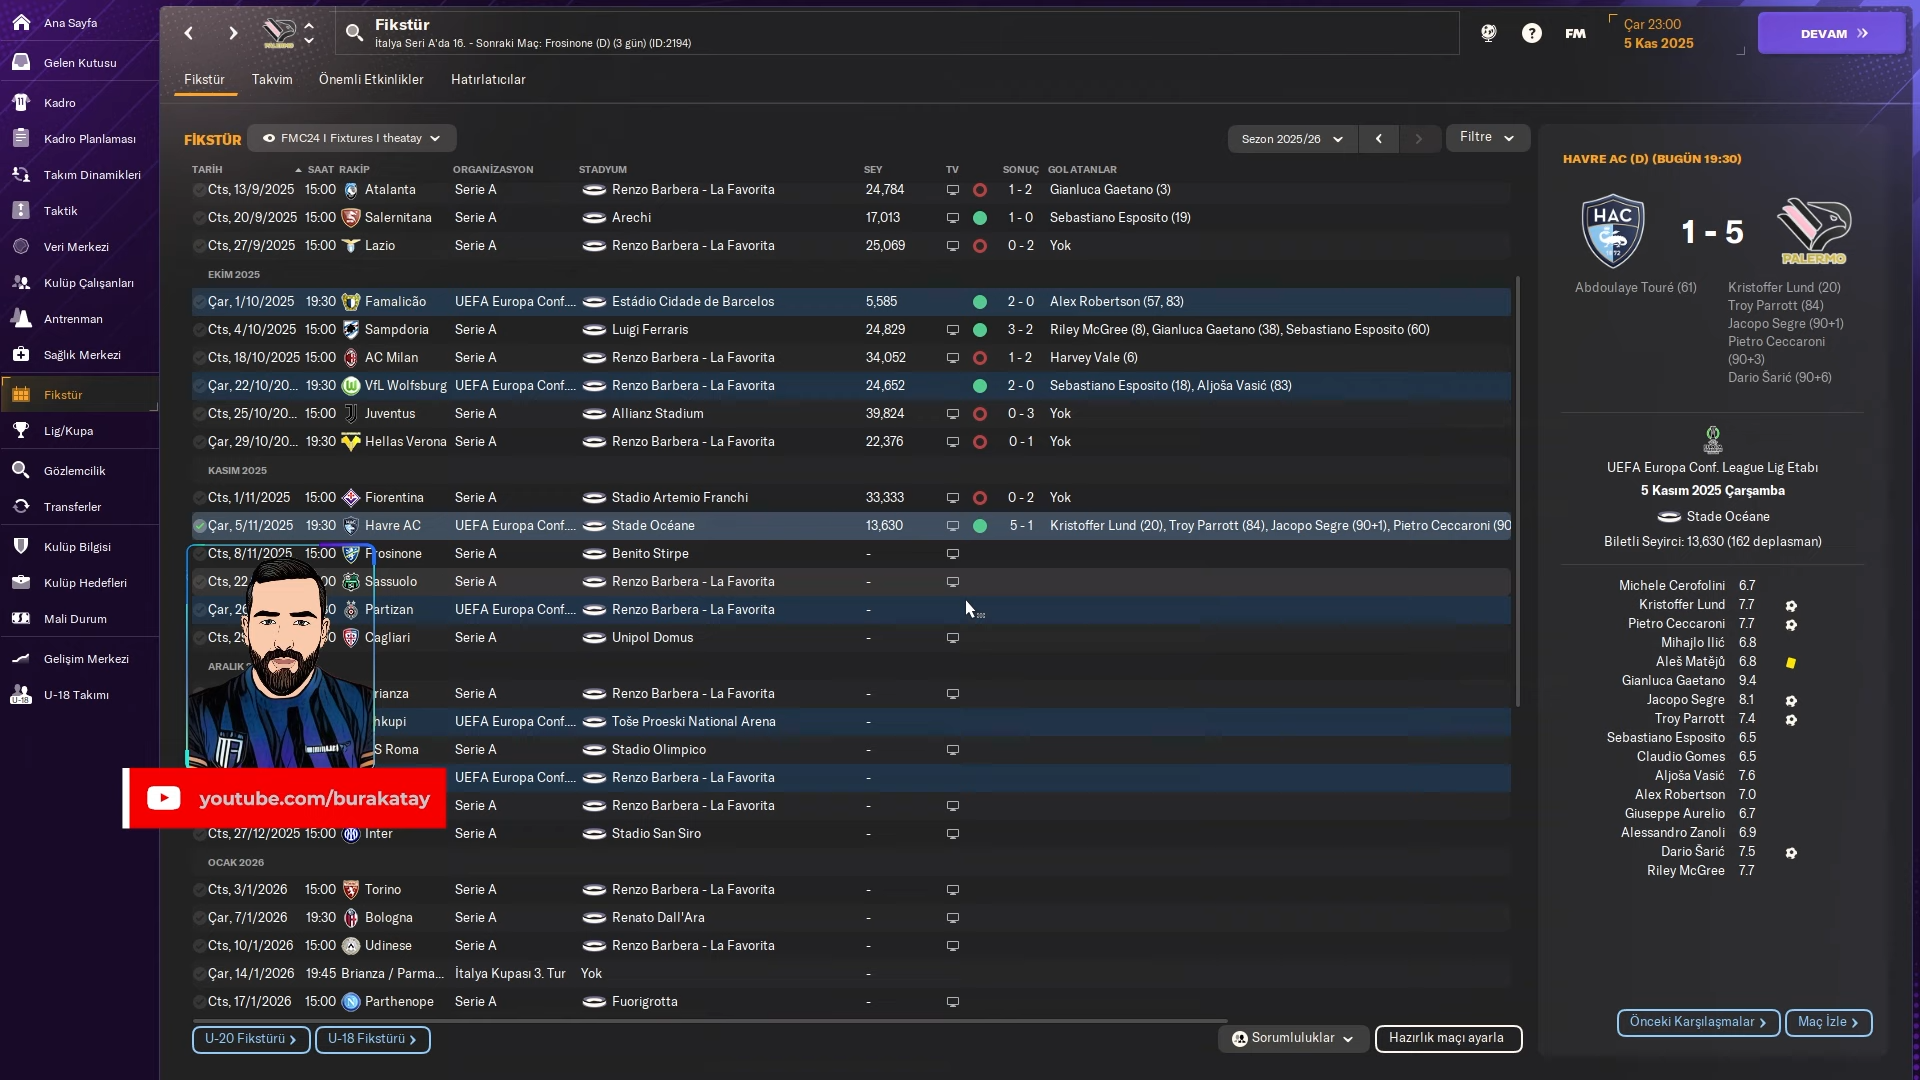 Ana Sayfa
Gelen Kutusu
Kadro
Kadro Planlaması
Takım Dinamikleri
Taktik
Veri Merkezi
Kulüp Çalışanları
Antrenman
Sağlık Merkezi
Fikstür
Lig/Kupa
Gözlemcilik
Transferler
Kulüp Bilgisi
Kulüp Hedefleri
Mali Durum
Gelişim Merkezi
U-18 Takımı
PALERMO
Fikstür
İtalya Seri A'da 16. - Sonraki Maç: Frosinone (D) (3 gün) (ID:2194)
FM
Çar 23:00
5 Kas 2025
DEVAM
Fikstür Takvim Önemli Etkinlikler Hatırlatıcılar
FİKSTÜR FMC24 I Fixtures I theatay Sezon 2025/26 Filtre
TARİH SAAT RAKİP ORGANİZASYON STADYUM SEY TV SONUÇ GOL ATANLAR
Cts, 13/9/2025 15:00 Atalanta Serie A Renzo Barbera - La Favorita 24,784 1 - 2 Gianluca Gaetano (3)
Cts, 20/9/2025 15:00 Salernitana Serie A Arechi 17,013 1 - 0 Sebastiano Esposito (19)
Cts, 27/9/2025 15:00 Lazio Serie A Renzo Barbera - La Favorita 25,069 0 - 2 Yok
EKİM 2025
Çar, 1/10/2025 19:30 Famalicão UEFA Europa Conf.... Estádio Cidade de Barcelos 5,585 2 - 0 Alex Robertson (57, 83)
Cts, 4/10/2025 15:00 Sampdoria Serie A Luigi Ferraris 24,829 3 - 2 Riley McGree (8), Gianluca Gaetano (38), Sebastiano Esposito (60)
Cts, 18/10/2025 15:00 AC Milan Serie A Renzo Barbera - La Favorita 34,052 1 - 2 Harvey Vale (6)
Çar, 22/10/20... 19:30 VfL Wolfsburg UEFA Europa Conf.... Renzo Barbera - La Favorita 24,652 2 - 0 Sebastiano Esposito (18), Aljoša Vasić (83)
Cts, 25/10/20... 15:00 Juventus Serie A Allianz Stadium 39,824 0 - 3 Yok
Çar, 29/10/20... 19:30 Hellas Verona Serie A Renzo Barbera - La Favorita 22,376 0 - 1 Yok
KASIM 2025
Cts, 1/11/2025 15:00 Fiorentina Serie A Stadio Artemio Franchi 33,333 0 - 2 Yok
Çar, 5/11/2025 19:30 Havre AC UEFA Europa Conf.... Stade Océane 13,630 5 - 1 Kristoffer Lund (20), Troy Parrott (84), Jacopo Segre (90+1), Pietro Ceccaroni (90
Cts, 8/11/2025 15:00 Frosinone Serie A Benito Stirpe -
Cts, 22 00 Sassuolo Serie A Renzo Barbera - La Favorita -
Çar, 26 Partizan UEFA Europa Conf.... Renzo Barbera - La Favorita -
Cts, Cagliari Serie A Unipol Domus -
ARALIK
rianza Serie A Renzo Barbera - La Favorita -
hkupi UEFA Europa Conf.... Toše Proeski National Arena -
S Roma Serie A Stadio Olimpico -
UEFA Europa Conf.... Renzo Barbera - La Favorita -
Serie A Renzo Barbera - La Favorita -
youtube.com/burakatay
Cts, 27/12/2025 15:00 Inter Serie A Stadio San Siro -
OCAK 2026
Cts, 3/1/2026 15:00 Torino Serie A Renzo Barbera - La Favorita -
Çar, 7/1/2026 19:30 Bologna Serie A Renato Dall'Ara -
Cts, 10/1/2026 15:00 Udinese Serie A Renzo Barbera - La Favorita -
Çar, 14/1/2026 19:45 Brianza / Parma... İtalya Kupası 3. Tur Yok -
Cts, 17/1/2026 15:00 Parthenope Serie A Fuorigrotta -
U-20 Fikstürü U-18 Fikstürü Sorumluluklar Hazırlık maçı ayarla
HAVRE AC (D) (BUGÜN 19:30)
HAC
1 - 5
PALERMO
Abdoulaye Touré (61)
Kristoffer Lund (20)
Troy Parrott (84)
Jacopo Segre (90+1)
Pietro Ceccaroni
(90+3)
Dario Šarić (90+6)
UEFA Europa Conf. League Lig Etabı
5 Kasım 2025 Çarşamba
Stade Océane
Biletli Seyirci: 13,630 (162 deplasman)
Michele Cerofolini 6.7
Kristoffer Lund 7.7
Pietro Ceccaroni 7.7
Mihajlo Ilić 6.8
Aleš Matějů 6.8
Gianluca Gaetano 9.4
Jacopo Segre 8.1
Troy Parrott 7.4
Sebastiano Esposito 6.5
Claudio Gomes 6.5
Aljoša Vasić 7.6
Alex Robertson 7.0
Giuseppe Aurelio 6.7
Alessandro Zanoli 6.9
Dario Šarić 7.5
Riley McGree 7.7
Önceki Karşılaşmalar Maç İzle